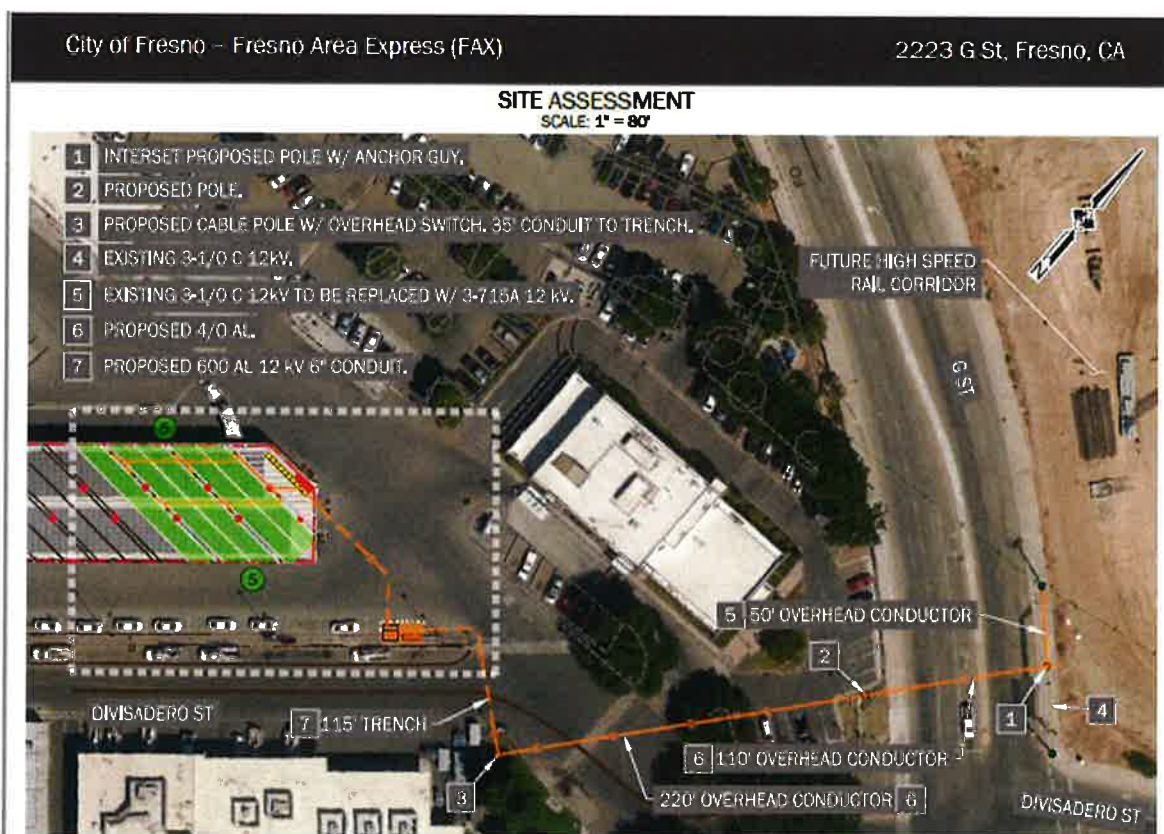 City of Fresno – Fresno Area Express (FAX)
2223 G St, Fresno, CA
SITE ASSESSMENT
SCALE: 1" = 80'
1 INTERSET PROPOSED POLE W/ ANCHOR GUY.
2 PROPOSED POLE.
3 PROPOSED CABLE POLE W/ OVERHEAD SWITCH. 35' CONDUIT TO TRENCH.
4 EXISTING 3-1/0 C 12kV.
5 EXISTING 3-1/0 C 12kV TO BE REPLACED W/ 3-715A 12 kV.
6 PROPOSED 4/0 AL.
7 PROPOSED 600 AL 12 kV 6" CONDUIT.
FUTURE HIGH SPEED
RAIL CORRIDOR
G ST
5
5
5 50' OVERHEAD CONDUCTOR
2
DIVISADERO ST
7 115' TRENCH
1
4
6 110' OVERHEAD CONDUCTOR
3
220' OVERHEAD CONDUCTOR 6
DIVISADERO ST